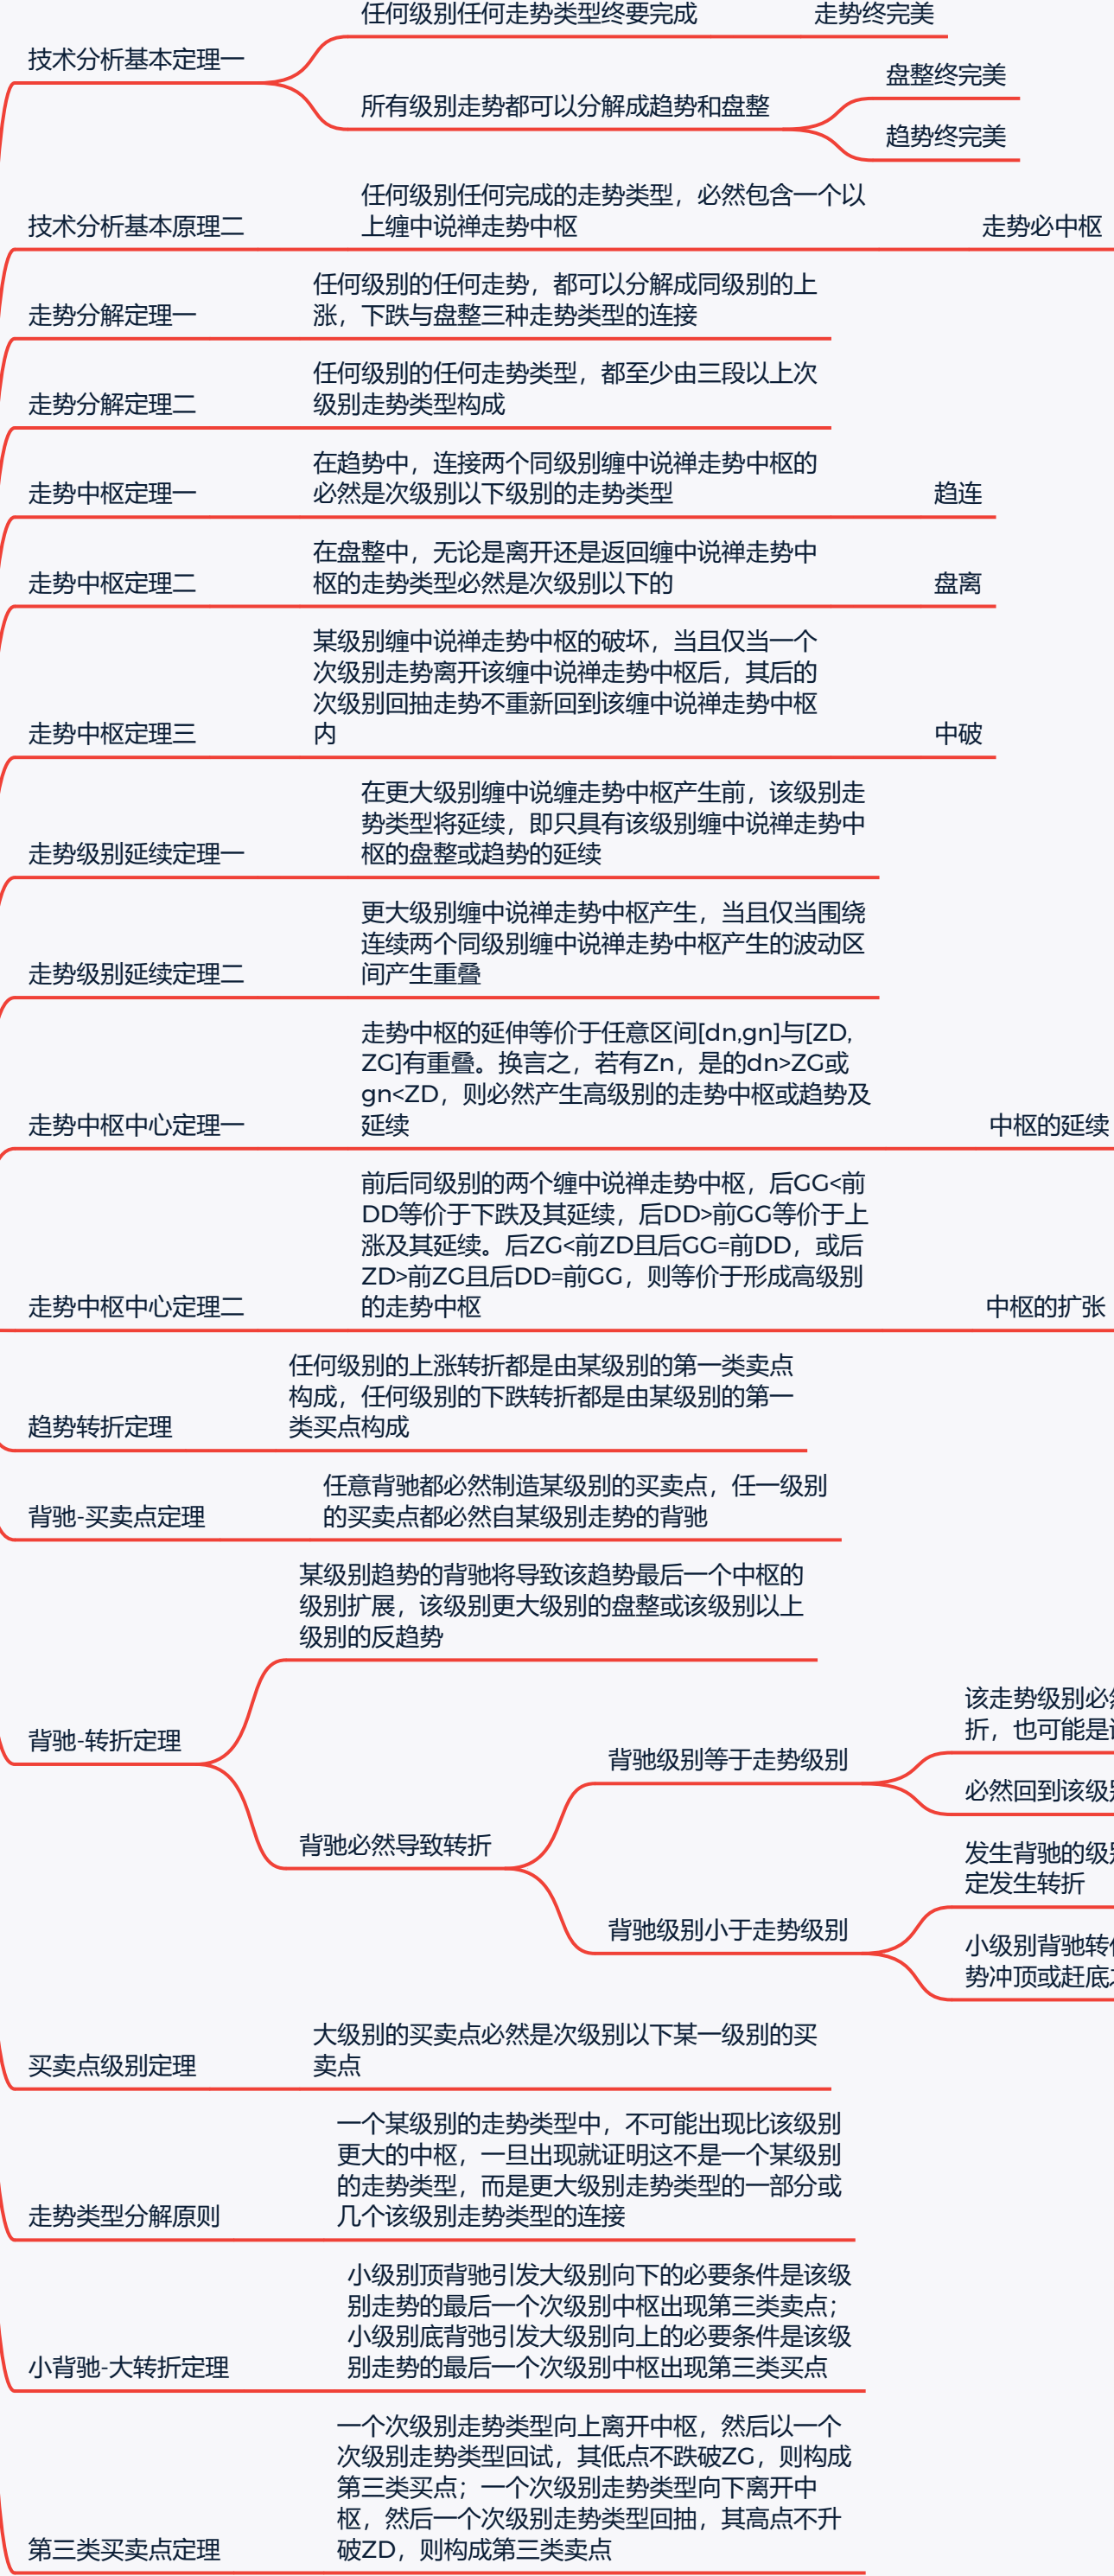 任何级别任何走势类型终要完成
走势终完美
技术分析基本定理一
盘整终完美
所有级别走势都可以分解成趋势和盘整
趋势终完美
任何级别任何完成的走势类型，必然包含一个以
上缠中说禅走势中枢
技术分析基本原理二
走势必中枢
任何级别的任何走势，都可以分解成同级别的上
涨，下跌与盘整三种走势类型的连接
走势分解定理一
任何级别的任何走势类型，都至少由三段以上次
级别走势类型构成
走势分解定理二
在趋势中，连接两个同级别缠中说禅走势中枢的
必然是次级别以下级别的走势类型
走势中枢定理一
趋连
在盘整中，无论是离开还是返回缠中说禅走势中
枢的走势类型必然是次级别以下的
走势中枢定理二
盘离
某级别缠中说禅走势中枢的破坏，当且仅当一个
次级别走势离开该缠中说禅走势中枢后，其后的
次级别回抽走势不重新回到该缠中说禅走势中枢
内
走势中枢定理三
中破
在更大级别缠中说缠走势中枢产生前，该级别走
势类型将延续，即只具有该级别缠中说禅走势中
枢的盘整或趋势的延续
走势级别延续定理一
更大级别缠中说禅走势中枢产生，当且仅当围绕
连续两个同级别缠中说禅走势中枢产生的波动区
间产生重叠
走势级别延续定理二
走势中枢的延伸等价于任意区间[dn,gn]与[ZD,
ZG]有重叠。换言之，若有Zn，是的dn>ZG或
gn<ZD，则必然产生高级别的走势中枢或趋势及
延续
走势中枢中心定理一
中枢的延续
前后同级别的两个缠中说禅走势中枢，后GG<前
DD等价于下跌及其延续，后DD>前GG等价于上
涨及其延续。后ZG<前ZD且后GG=前DD，或后
ZD>前ZG且后DD=前GG，则等价于形成高级别
的走势中枢
走势中枢中心定理二
中枢的扩张
任何级别的上涨转折都是由某级别的第一类卖点
构成，任何级别的下跌转折都是由某级别的第一
类买点构成
趋势转折定理
任意背驰都必然制造某级别的买卖点，任一级别
的买卖点都必然自某级别走势的背驰
背驰-买卖点定理
某级别趋势的背驰将导致该趋势最后一个中枢的
级别扩展，该级别更大级别的盘整或该级别以上
级别的反趋势
背驰-转折定理
该走势级别必
折，也可能是
背驰级别等于走势级别
必然回到该级
背驰必然导致转折
发生背驰的级
定发生转折
背驰级别小于走势级别
小级别背驰转
势冲顶或赶底
大级别的买卖点必然是次级别以下某一级别的买
卖点
买卖点级别定理
一个某级别的走势类型中，不可能出现比该级别
更大的中枢，一旦出现就证明这不是一个某级别
的走势类型，而是更大级别走势类型的一部分或
几个该级别走势类型的连接
走势类型分解原则
小级别顶背驰引发大级别向下的必要条件是该级
别走势的最后一个次级别中枢出现第三类卖点；
小级别底背弛引发大级别向上的必要条件是该级
别走势的最后一个次级别中枢出现第三类买点
小背驰-大转折定理
一个次级别走势类型向上离开中枢，然后以一个
次级别走势类型回试，其低点不跌破ZG，则构成
第三类买点；一个次级别走势类型向下离开中
枢，然后一个次级别走势类型回抽，其高点不升
破ZD，则构成第三类卖点
第三类买卖点定理